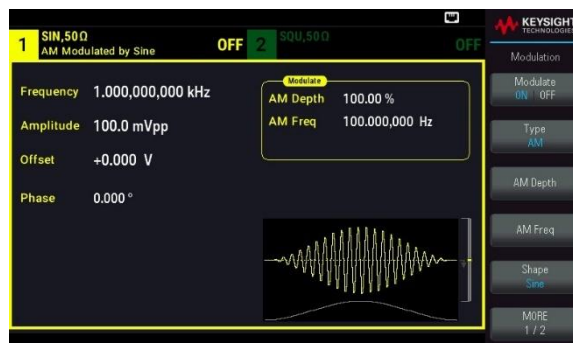 KEYSIGHT
TECHNOLOGIES
1
SIN,50Ω
AM Modulated by Sine
OFF
2
SQU,50Ω
OFF
Modulation
Frequency 1.000,000,000 kHz
Amplitude 100.0 mVpp
Offset +0.000 V
Phase 0.000 °
Modulate
AM Depth 100.00 %
AM Freq 100.000,000 Hz
Modulate
ON OFF
Type
AM
AM Depth
AM Freq
Shape
Sine
MORE
1 / 2